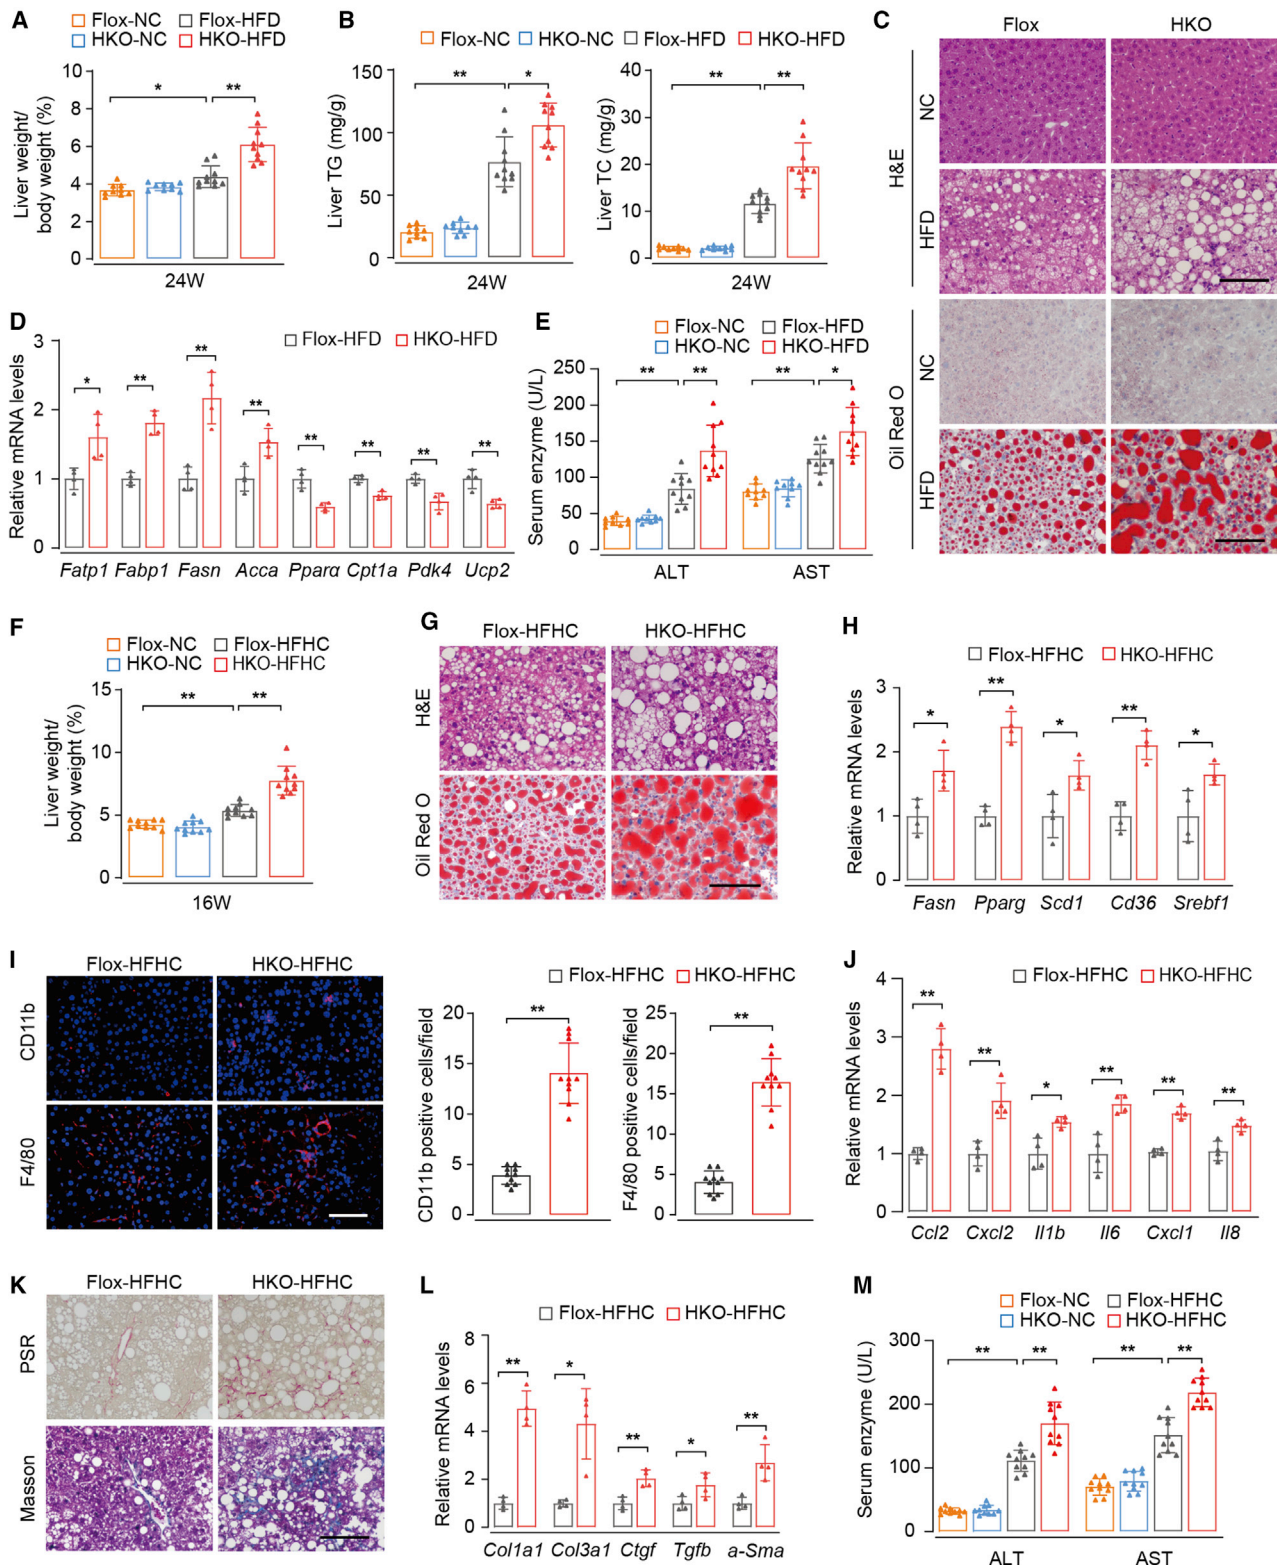 A
Flox-NC Flox-HFD
HKO-NC HKO-HFD
Liver weight/
body weight (%)
10
8
6
4
2
0
* **
24W
B
Flox-NC HKO-NC Flox-HFD HKO-HFD
Liver TG (mg/g)
150
100
50
0
** *
24W
Liver TC (mg/g)
40
30
20
10
0
** **
24W
C
Flox HKO
H&E
NC
HFD
Oil Red O
NC
HFD
D
Flox-HFD HKO-HFD
Relative mRNA levels
3
2
1
0
* ** ** ** ** ** ** **
Fatp1 Fabp1 Fasn Acca Pparα Cpt1a Pdk4 Ucp2
E
Flox-NC Flox-HFD
HKO-NC HKO-HFD
Serum enzyme (U/L)
250
200
150
100
50
0
** ** ** *
ALT AST
F
Flox-NC Flox-HFHC
HKO-NC HKO-HFHC
Liver weight/
body weight (%)
15
10
5
0
** **
16W
G
Flox-HFHC HKO-HFHC
H&E
Oil Red O
H
Flox-HFHC HKO-HFHC
Relative mRNA levels
3
2
1
0
* ** * ** *
Fasn Pparg Scd1 Cd36 Srebf1
I
Flox-HFHC HKO-HFHC
CD11b
F4/80
Flox-HFHC HKO-HFHC
CD11b positive cells/field
20
15
10
5
0
**
F4/80 positive cells/field
25
20
15
10
5
0
**
J
Flox-HFHC HKO-HFHC
Relative mRNA levels
4
3
2
1
0
** ** * ** ** **
Ccl2 Cxcl2 Il1b Il6 Cxcl1 Il8
K
Flox-HFHC HKO-HFHC
PSR
Masson
L
Flox-HFHC HKO-HFHC
Relative mRNA levels
8
6
4
2
0
** * ** * **
Col1a1 Col3a1 Ctgf Tgfb a-Sma
M
Flox-NC Flox-HFHC
HKO-NC HKO-HFHC
Serum enzyme (U/L)
300
200
100
0
** ** ** **
ALT AST